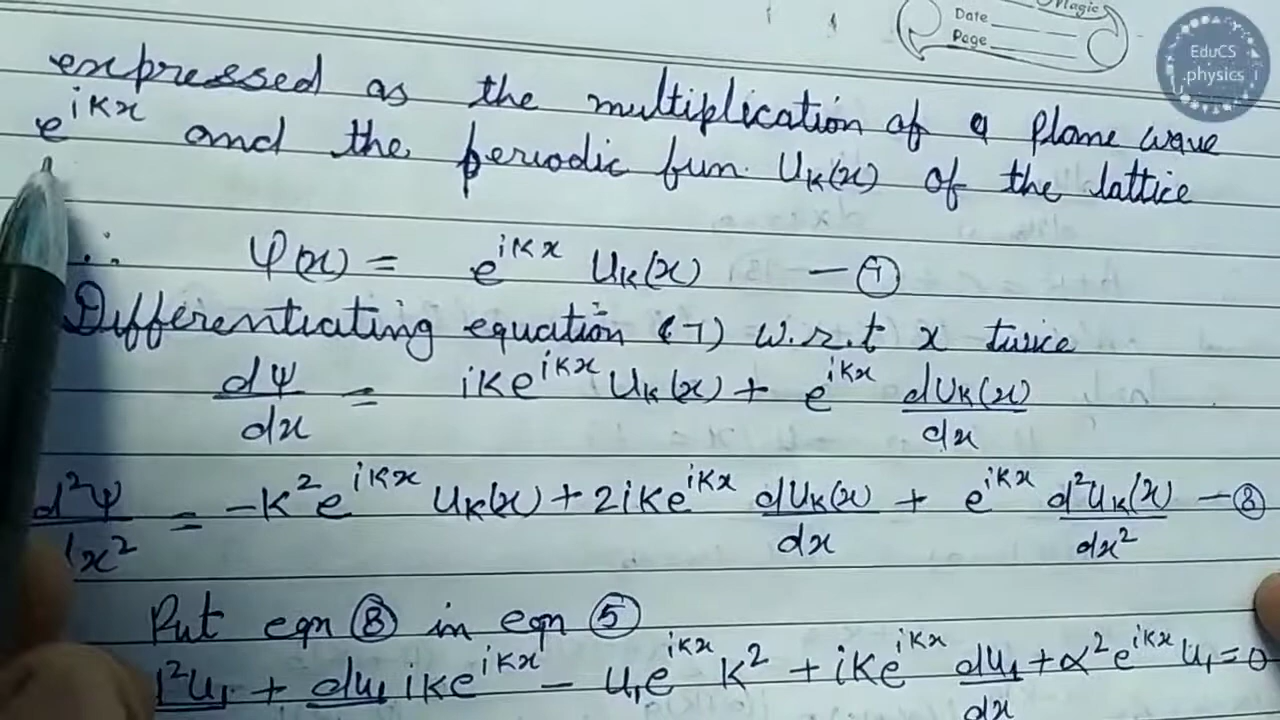 Magic
Date
Page
EduCS
.physics
expressed as the multiplication of a plane wave
e^{ikx} and the periodic fun. U_k(x) of the lattice
∴ ψ(x) = e^{ikx} U_k(x) — ⑦
Differentiating equation (7) w.r.t x twice
dψ/dx = ike^{ikx} U_k(x) + e^{ikx} dU_k(x)/dx
d²ψ/dx² = -k²e^{ikx} U_k(x) + 2ike^{ikx} dU_k(x)/dx + e^{ikx} d²U_k(x)/dx² — ⑧
Put eqn ⑧ in eqn ⑤
d²u₁ + du₁ ike^{ikx} - u₁e^{ikx} k² + ike^{ikx} du₁/dx + α²e^{ikx} u₁ = 0